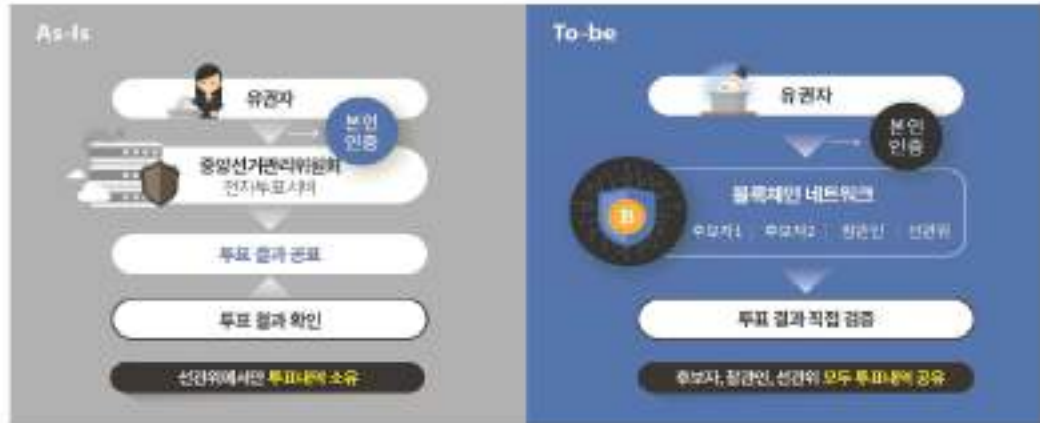 As-Is
유권자
본인
인증
중앙선거관리위원회
전자투표서버
투표 결과 공표
투표 결과 확인
선관위에서만 투표내역 소유
To-be
유권자
본인
인증
블록체인 네트워크
후보자1 후보자2 참관인 선관위
투표 결과 직접 검증
후보자, 참관인, 선관위 모두 투표내역 공유